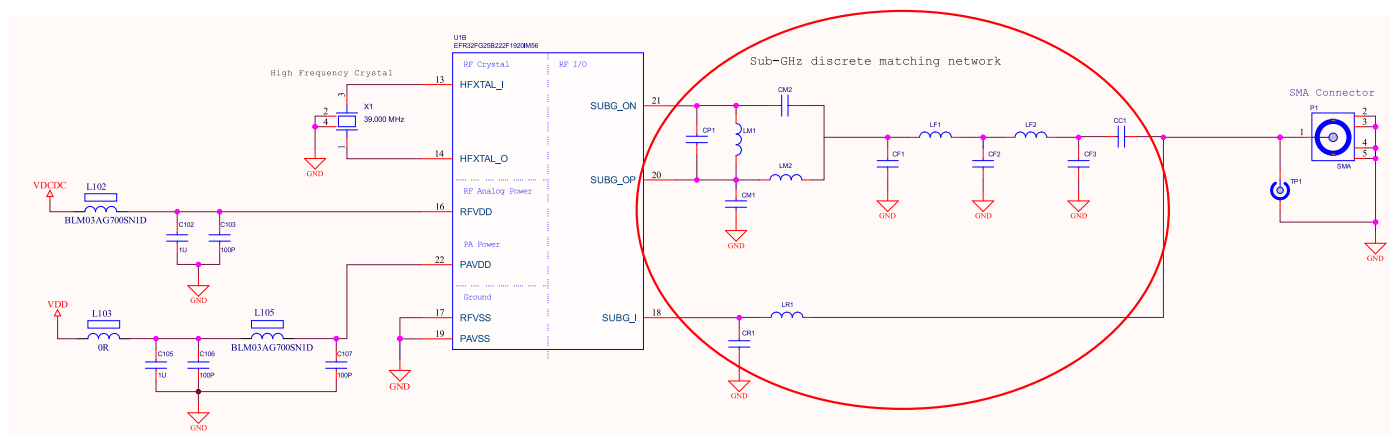 U1B
EFR32FG25B222F1920IM56
RF Crystal
RF I/O
Sub-GHz discrete matching network
High Frequency Crystal
13
HFXTAL_I
3
X1
39.000 MHz
2
4
1
GND
14
HFXTAL_O
SUBG_ON
21
CM2
CP1
LM1
LM2
SUBG_OP
20
CM1
GND
CF1
GND
LF1
CF2
GND
LF2
CF3
GND
CC1
SMA Connector
P1
1
2
3
4
5
SMA
TP1
GND
VDCDC
L102
BLM03AG700SN1D
C102
1U
C103
100P
GND
RF Analog Power
16
RFVDD
PA Power
22
PAVDD
VDD
L103
0R
L105
BLM03AG700SN1D
C105
1U
C106
100P
C107
100P
GND
Ground
17
RFVSS
19
PAVSS
GND
SUBG_I
18
LR1
CR1
GND